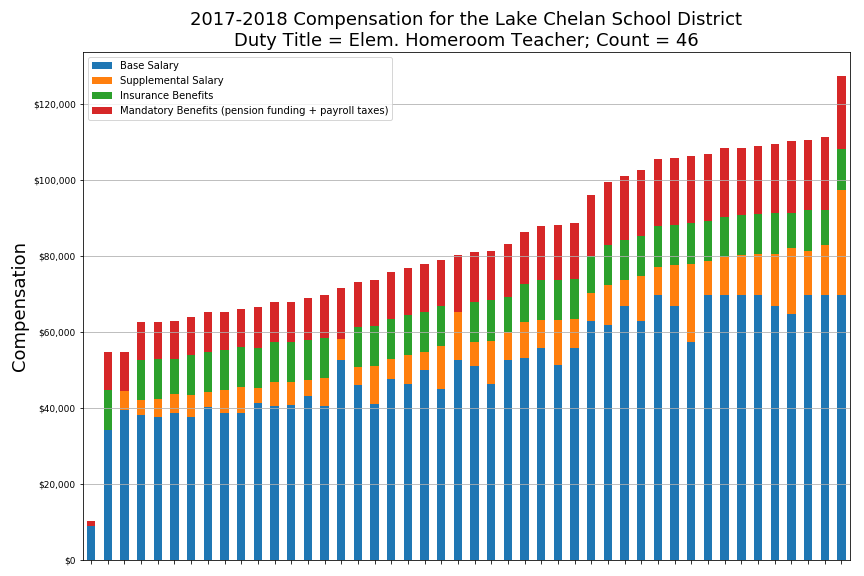 2017-2018 Compensation for the Lake Chelan School District
Duty Title = Elem. Homeroom Teacher; Count = 46
Base Salary
Supplemental Salary
Insurance Benefits
Mandatory Benefits (pension funding + payroll taxes)
Compensation
$120,000
$100,000
$80,000
$60,000
$40,000
$20,000
$0